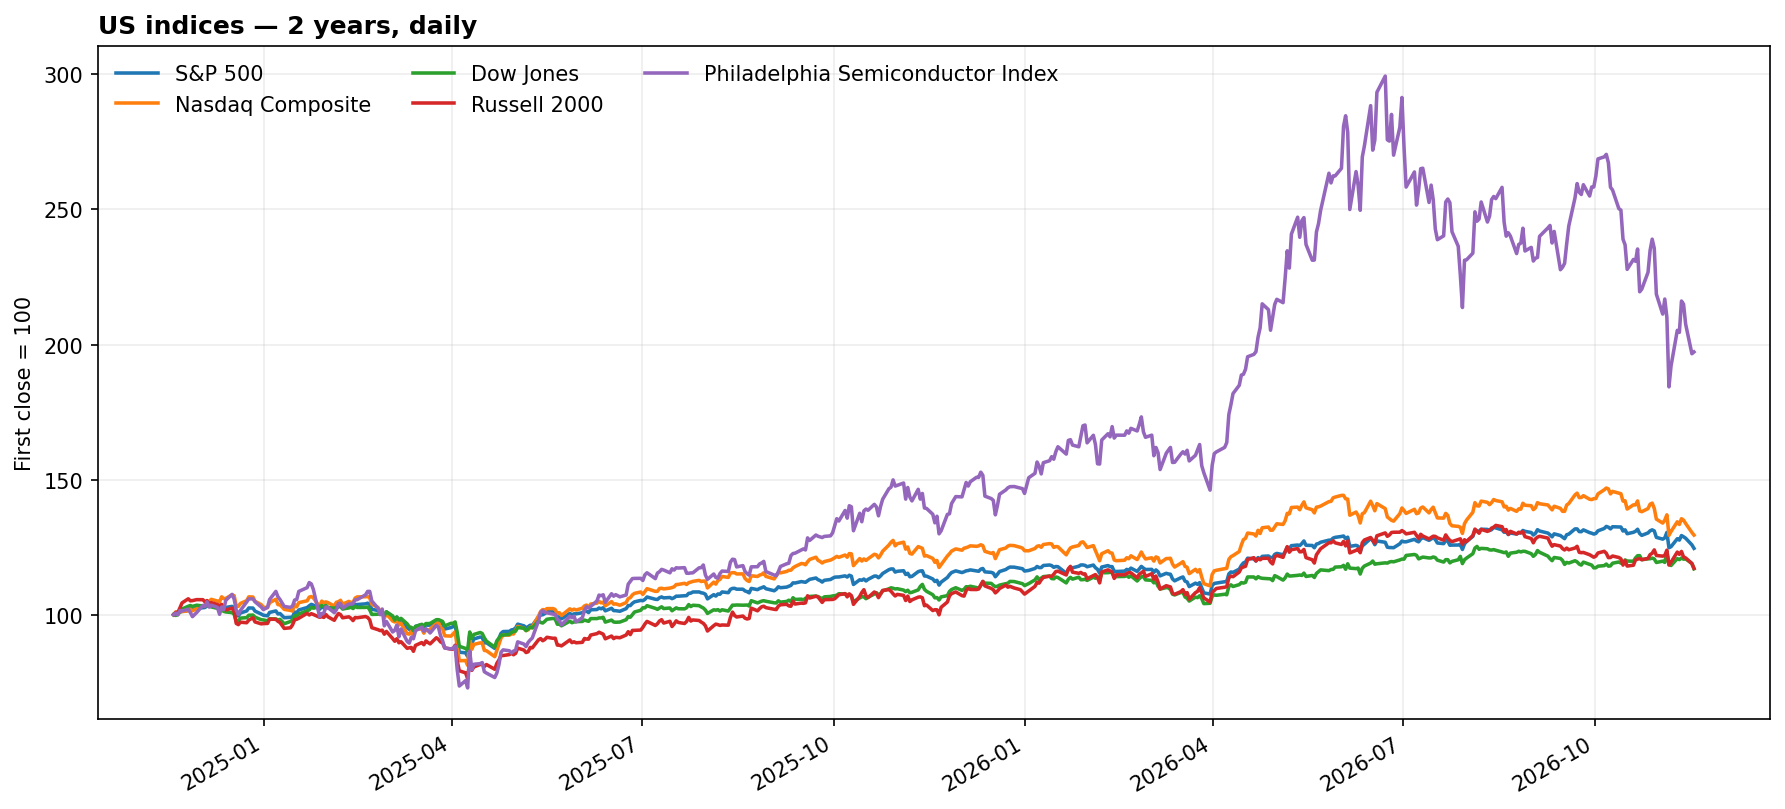 US indices — 2 years, daily
S&P 500
Nasdaq Composite
Dow Jones
Russell 2000
Philadelphia Semiconductor Index
First close = 100
300
250
200
150
100
2025-01
2025-04
2025-07
2025-10
2026-01
2026-04
2026-07
2026-10